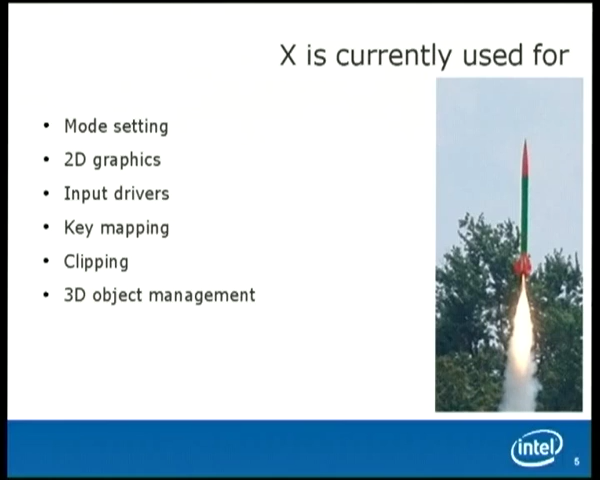 X is currently used for
• Mode setting
• 2D graphics
• Input drivers
• Key mapping
• Clipping
• 3D object management
intel
5